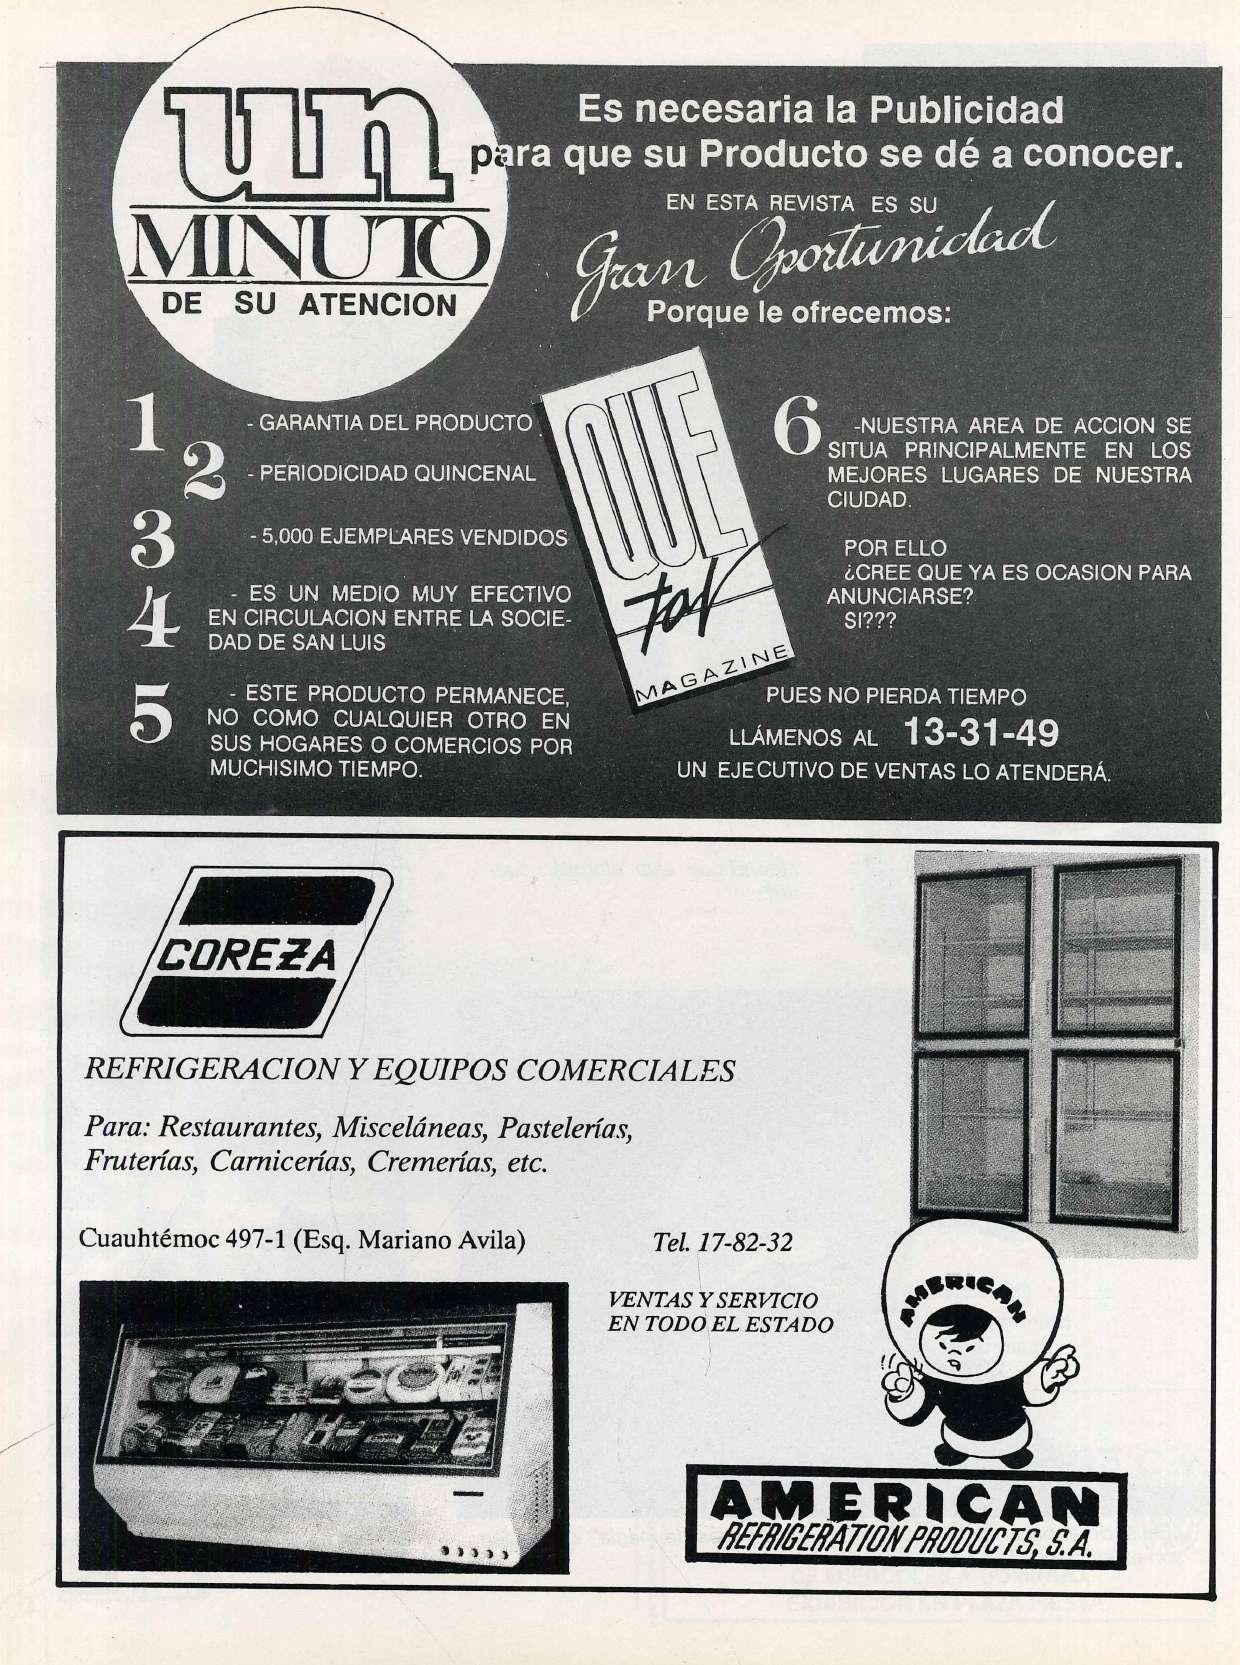 un
MINUTO
DE SU ATENCION
Es necesaria la Publicidad
para que su Producto se dé a conocer.
EN ESTA REVISTA ES SU
Gran Oportunidad
Porque le ofrecemos:
1 - GARANTIA DEL PRODUCTO
2 - PERIODICIDAD QUINCENAL
3 - 5,000 EJEMPLARES VENDIDOS
4 - ES UN MEDIO MUY EFECTIVO
EN CIRCULACION ENTRE LA SOCIE-
DAD DE SAN LUIS
5 - ESTE PRODUCTO PERMANECE,
NO COMO CUALQUIER OTRO EN
SUS HOGARES O COMERCIOS POR
MUCHISIMO TIEMPO.
QUE
tal
MAGAZINE
6 -NUESTRA AREA DE ACCION SE
SITUA PRINCIPALMENTE EN LOS
MEJORES LUGARES DE NUESTRA
CIUDAD.
POR ELLO
¿CREE QUE YA ES OCASION PARA
ANUNCIARSE?
SI???
PUES NO PIERDA TIEMPO
LLÁMENOS AL 13-31-49
UN EJECUTIVO DE VENTAS LO ATENDERÁ.
COREZA
REFRIGERACION Y EQUIPOS COMERCIALES
Para: Restaurantes, Misceláneas, Pastelerías,
Fruterías, Carnicerías, Cremerías, etc.
Cuauhtémoc 497-1 (Esq. Mariano Avila)
Tel. 17-82-32
VENTAS Y SERVICIO
EN TODO EL ESTADO
AMERICAN
AMERICAN
REFRIGERATION PRODUCTS, S.A.